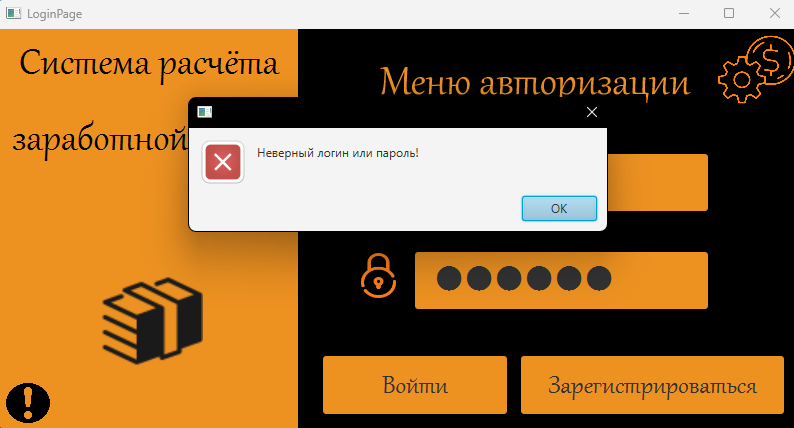 LoginPage
Система расчёта
заработной
Меню авторизации
Неверный логин или пароль!
OK
Войти
Зарегистрироваться